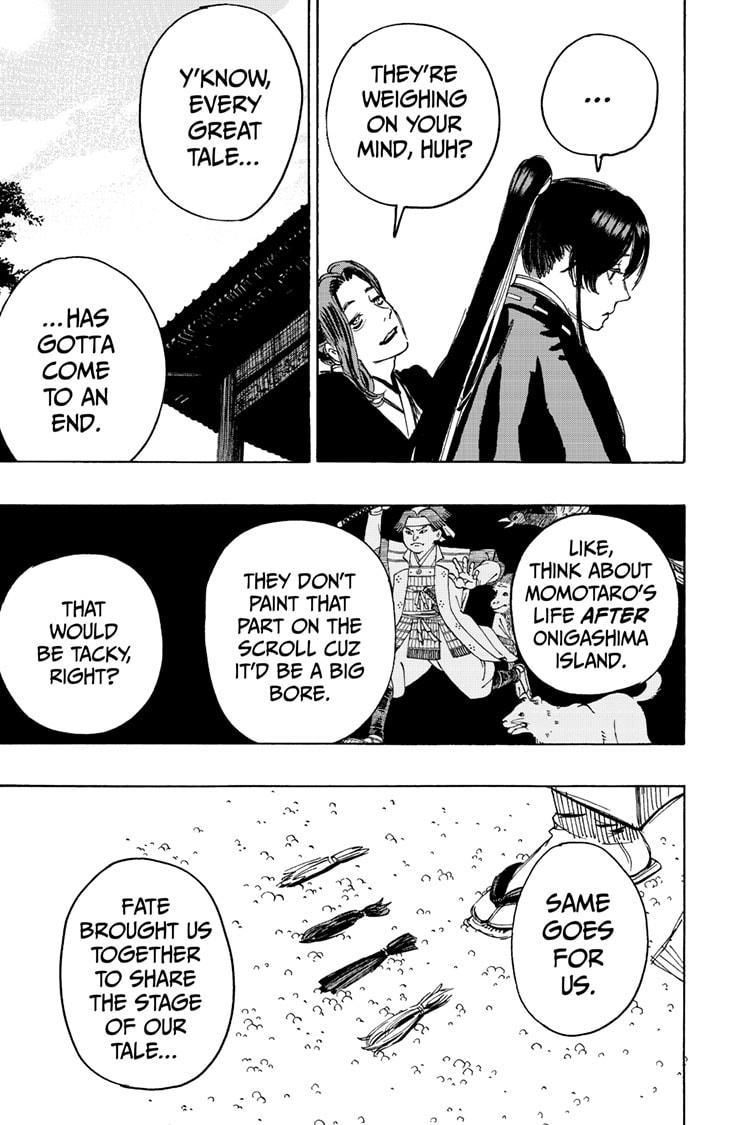 ...
THEY'RE
WEIGHING
ON YOUR
MIND, HUH?
Y'KNOW,
EVERY
GREAT
TALE...
...HAS
GOTTA
COME
TO AN
END.
LIKE,
THINK ABOUT
MOMOTARO'S
LIFE AFTER
ONIGASHIMA
ISLAND.
THEY DON'T
PAINT THAT
PART ON THE
SCROLL CUZ
IT'D BE A BIG
BORE.
THAT
WOULD
BE TACKY,
RIGHT?
SAME
GOES
FOR
US.
FATE
BROUGHT US
TOGETHER
TO SHARE
THE STAGE
OF OUR
TALE...